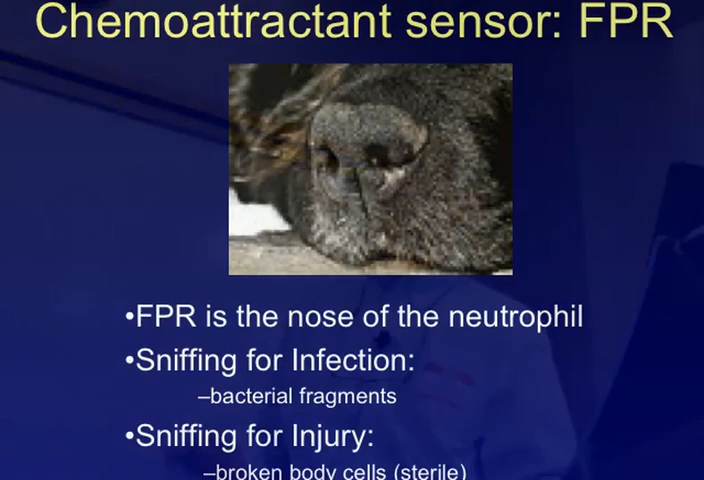 Chemoattractant sensor: FPR
•FPR is the nose of the neutrophil
•Sniffing for Infection:
–bacterial fragments
•Sniffing for Injury:
–broken body cells (sterile)